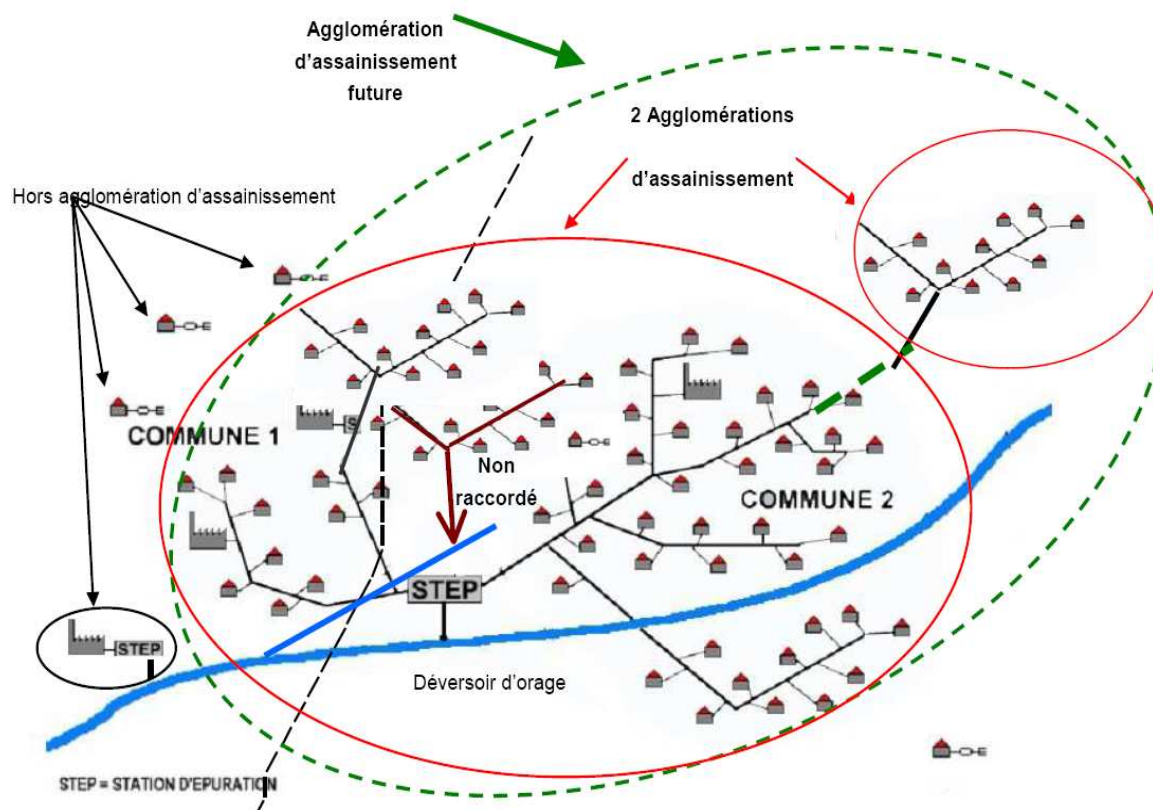 Agglomération
d'assainissement
future
2 Agglomérations
d'assainissement
Hors agglomération d'assainissement
COMMUNE 1
S
Non
raccordé
COMMUNE 2
STEP
STEP
Déversoir d'orage
STEP = STATION D'EPURATION